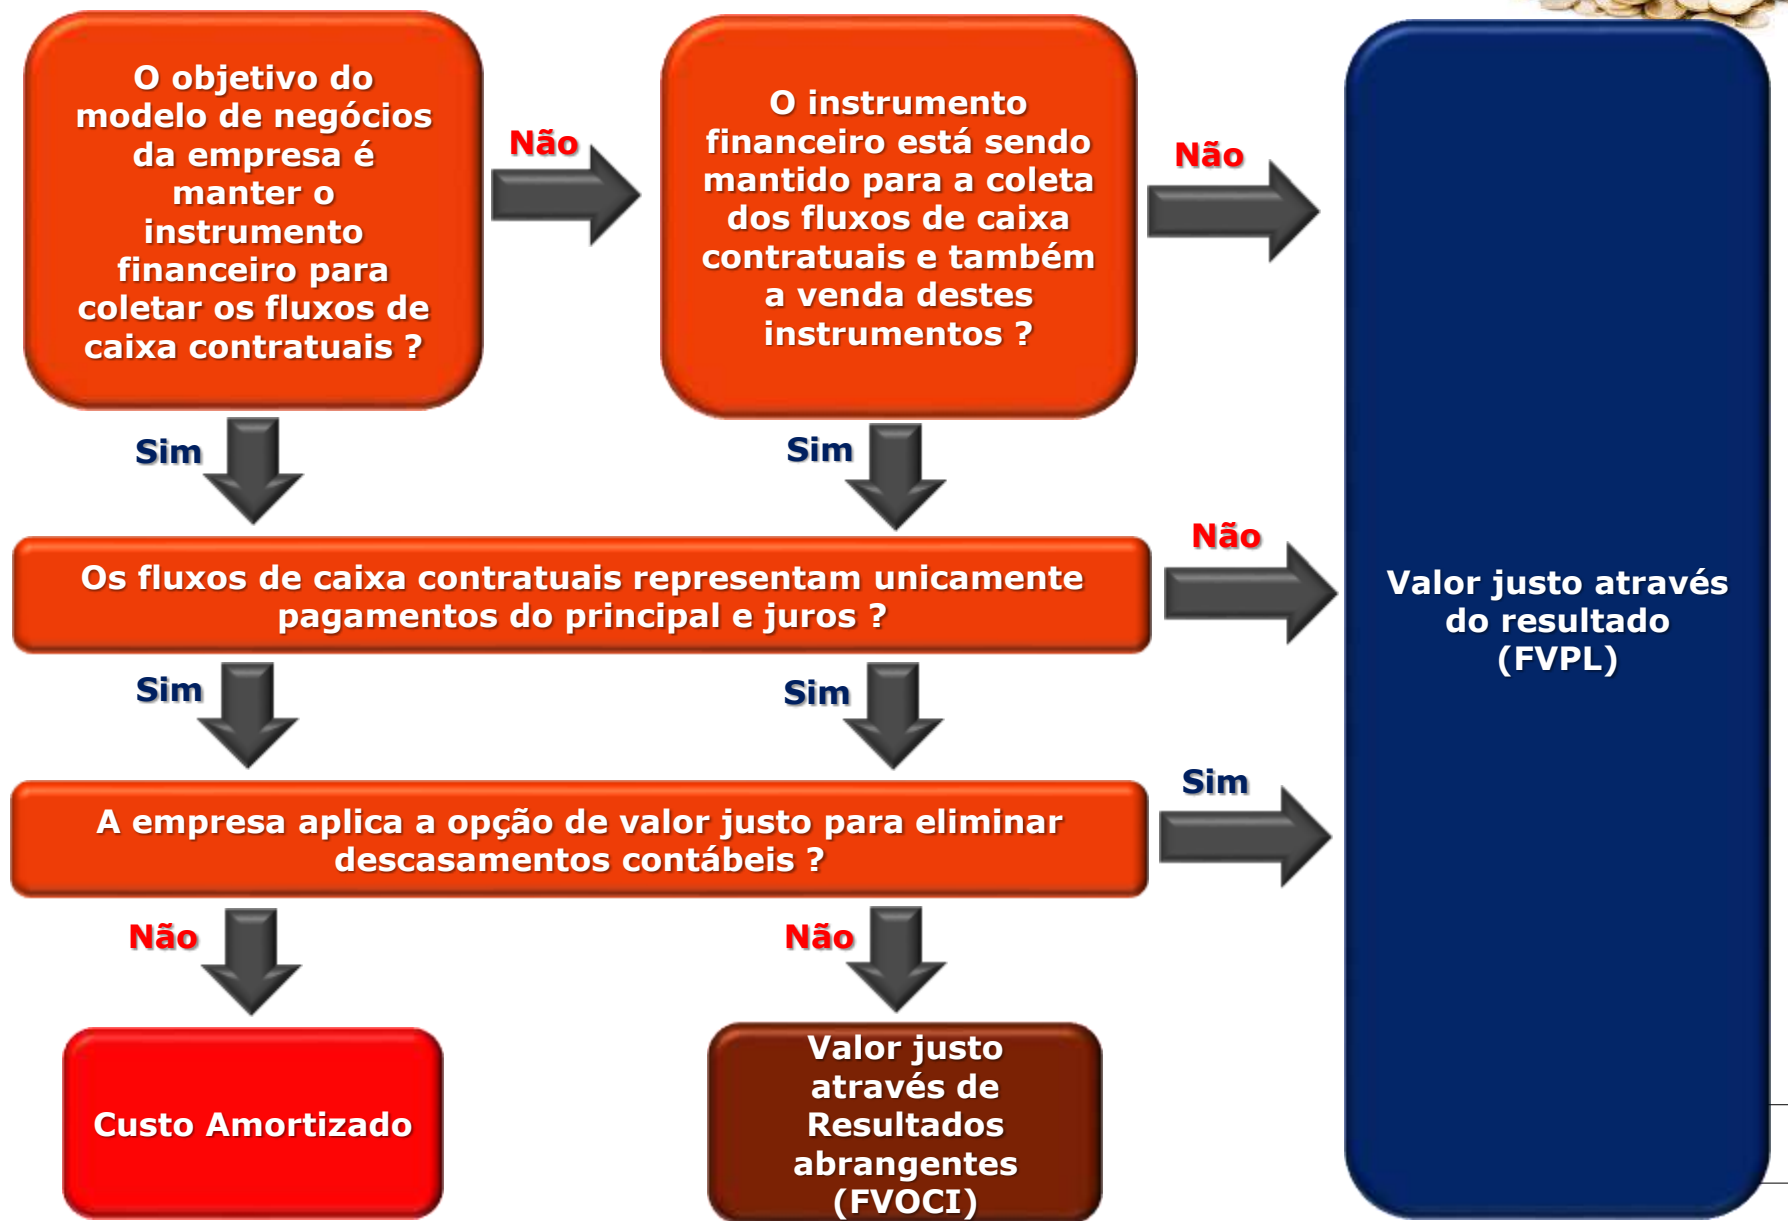 O objetivo do
modelo de negócios
da empresa é
manter o
instrumento
financeiro para
coletar os fluxos de
caixa contratuais ?
Não
O instrumento
financeiro está sendo
mantido para a coleta
dos fluxos de caixa
contratuais e também
a venda destes
instrumentos ?
Não
Sim
Sim
Os fluxos de caixa contratuais representam unicamente
pagamentos do principal e juros ?
Não
Valor justo através
do resultado
(FVPL)
Sim
Sim
A empresa aplica a opção de valor justo para eliminar
descasamentos contábeis ?
Sim
Não
Não
Custo Amortizado
Valor justo
através de
Resultados
abrangentes
(FVOCI)